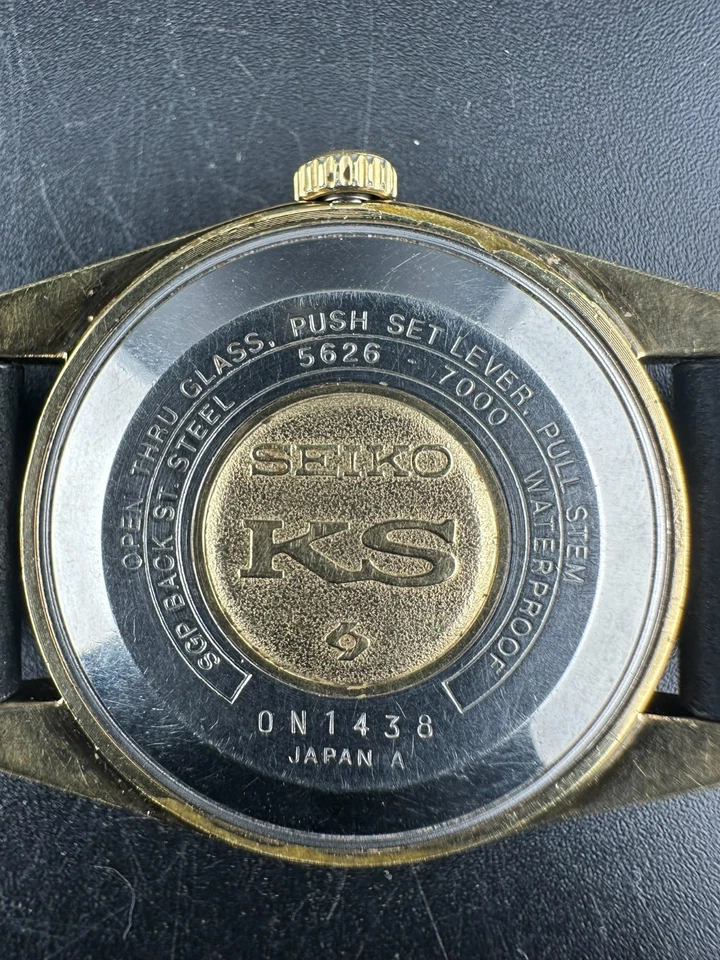 OPEN THRU GLASS, PUSH SET LEVER, PULL STEM
SGP BACK ST. STEEL 5626 - 7000 WATERPROOF
SEIKO
KS
0N1438
JAPAN A